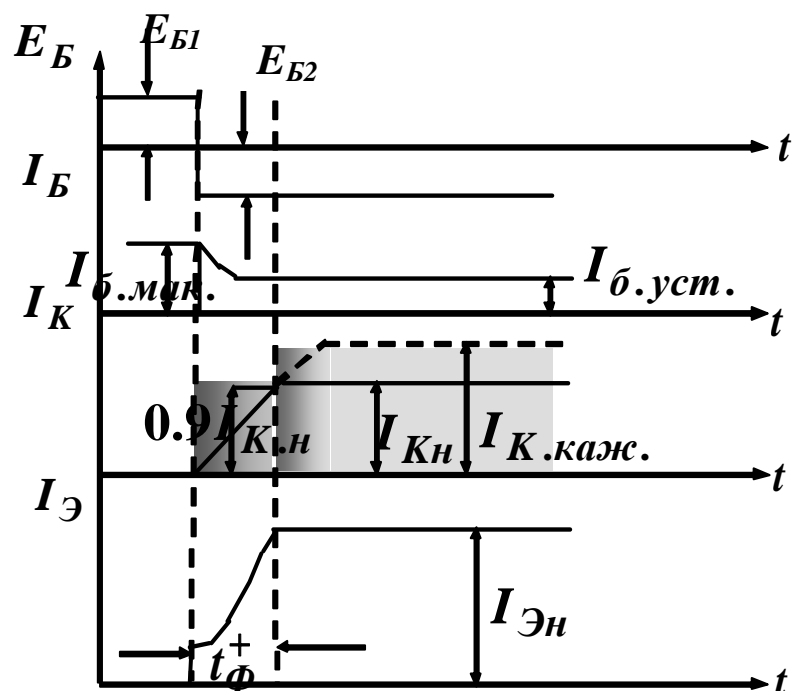 E_Б
E_Б1
E_Б2
t
I_Б
I_б.мак.
I_б.уст.
I_К
t
0.9I_К.н
I_Кн
I_К.каж.
t
I_Э
I_Эн
t_Ф^+
t